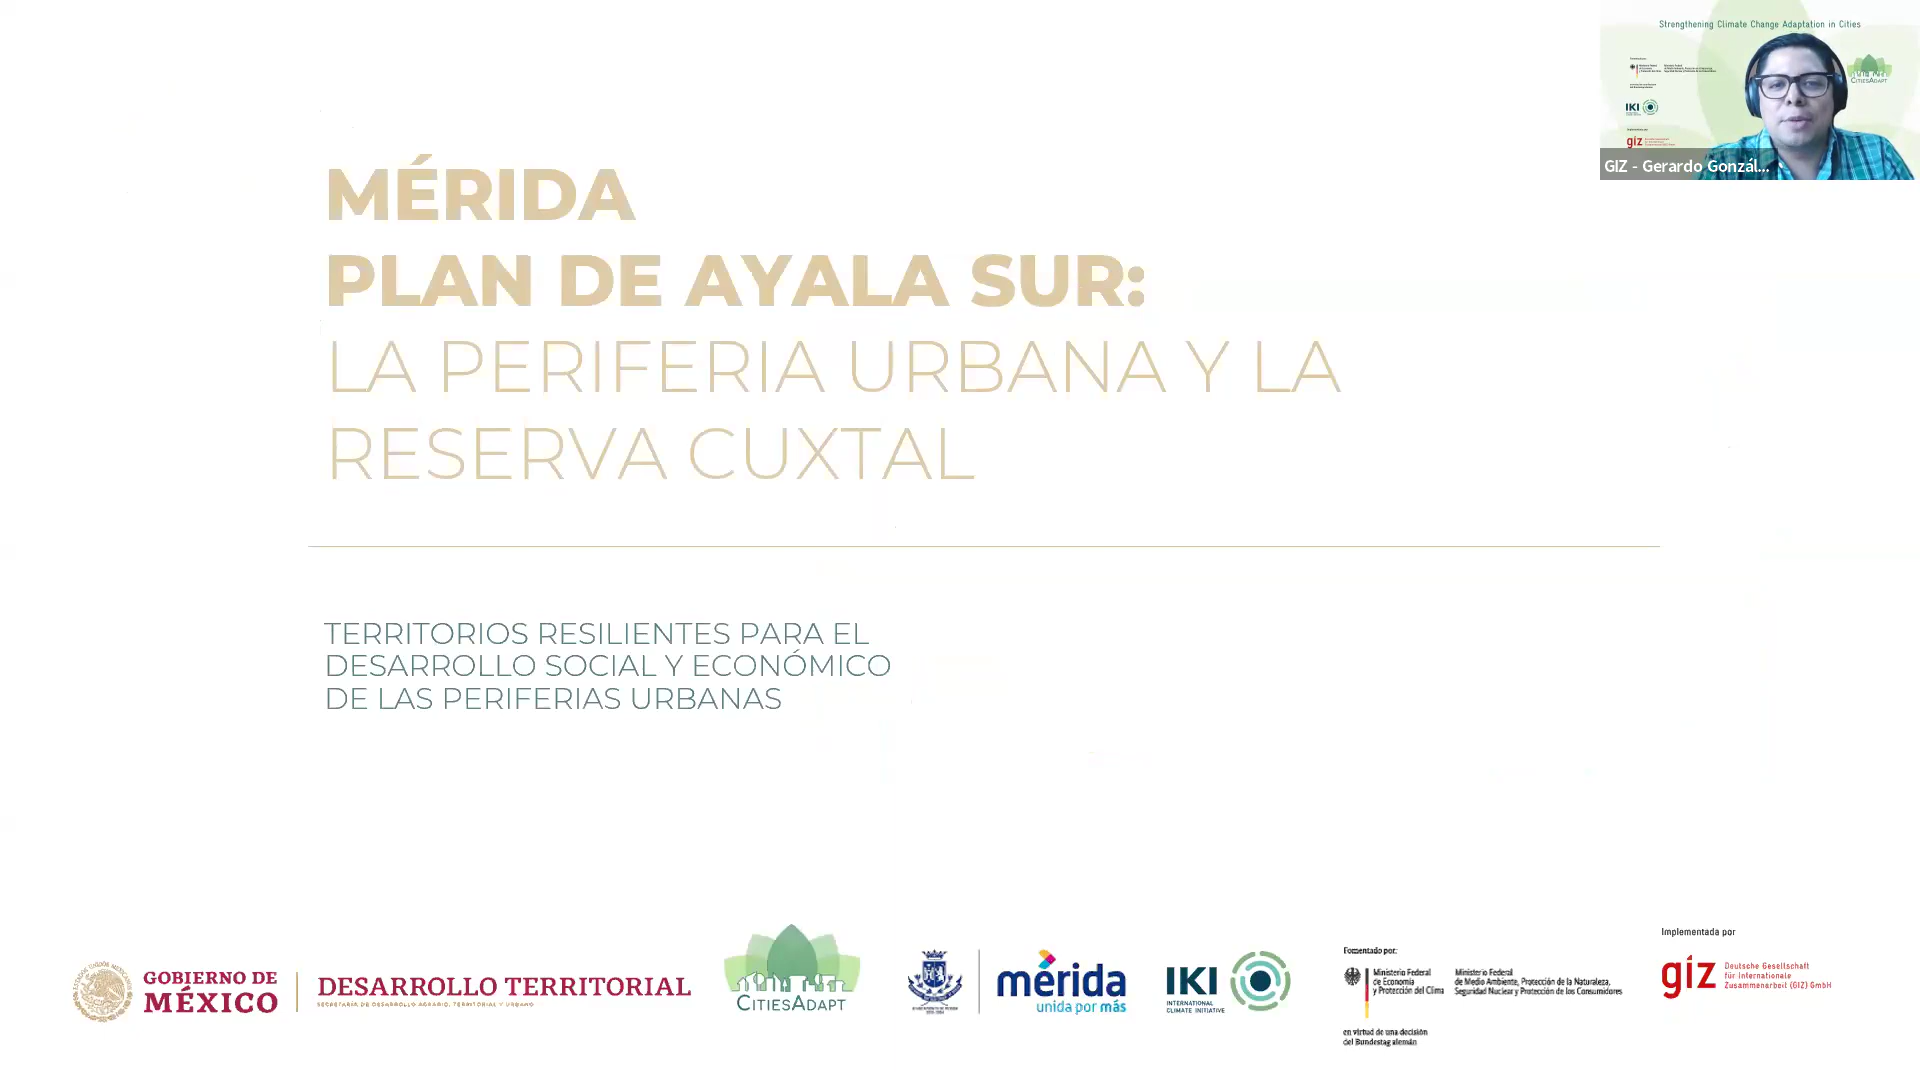 Strengthening Climate Change Adaptation in Cities
CITIESADAPT
IKI
giz
GIZ - Gerardo Gonzál...
MÉRIDA
PLAN DE AYALA SUR:
LA PERIFERIA URBANA Y LA
RESERVA CUXTAL
TERRITORIOS RESILIENTES PARA EL
DESARROLLO SOCIAL Y ECONÓMICO
DE LAS PERIFERIAS URBANAS
GOBIERNO DE
MÉXICO
DESARROLLO TERRITORIAL
SECRETARÍA DE DESARROLLO AGRARIO, TERRITORIAL Y URBANO
CITIESADAPT
mérida
unida por más
IKI
INTERNATIONAL
CLIMATE INITIATIVE
Fomentado por:
Ministerio Federal
de Economía
y Protección del Clima
Ministerio Federal
de Medio Ambiente, Protección de la Naturaleza,
Seguridad Nuclear y Protección de los Consumidores
en virtud de una decisión
del Bundestag alemán
Implementada por
giz
Deutsche Gesellschaft
für Internationale
Zusammenarbeit (GIZ) GmbH